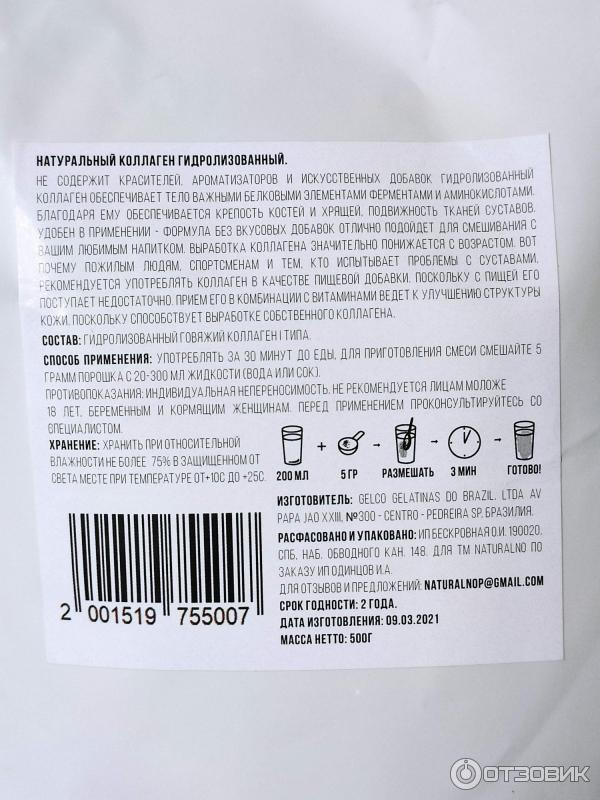 НАТУРАЛЬНЫЙ КОЛЛАГЕН ГИДРОЛИЗОВАННЫЙ.
НЕ СОДЕРЖИТ КРАСИТЕЛЕЙ, АРОМАТИЗАТОРОВ И ИСКУССТВЕННЫХ ДОБАВОК ГИДРОЛИЗОВАННЫЙ
КОЛЛАГЕН ОБЕСПЕЧИВАЕТ ТЕЛО ВАЖНЫМИ БЕЛКОВЫМИ ЭЛЕМЕНТАМИ ФЕРМЕНТАМИ И АМИНОКИСЛОТАМИ.
БЛАГОДАРЯ ЕМУ ОБЕСПЕЧИВАЕТСЯ КРЕПОСТЬ КОСТЕЙ И ХРЯЩЕЙ, ПОДВИЖНОСТЬ ТКАНЕЙ СУСТАВОВ.
УДОБЕН В ПРИМЕНЕНИИ - ФОРМУЛА БЕЗ ВКУСОВЫХ ДОБАВОК ОТЛИЧНО ПОДОЙДЕТ ДЛЯ СМЕШИВАНИЯ С
ВАШИМ ЛЮБИМЫМ НАПИТКОМ. ВЫРАБОТКА КОЛЛАГЕНА ЗНАЧИТЕЛЬНО ПОНИЖАЕТСЯ С ВОЗРАСТОМ. ВОТ
ПОЧЕМУ ПОЖИЛЫМ ЛЮДЯМ, СПОРТСМЕНАМ И ТЕМ, КТО ИСПЫТЫВАЕТ ПРОБЛЕМЫ С СУСТАВАМИ,
РЕКОМЕНДУЕТСЯ УПОТРЕБЛЯТЬ КОЛЛАГЕН В КАЧЕСТВЕ ПИЩЕВОЙ ДОБАВКИ. ПОСКОЛЬКУ С ПИЩЕЙ ЕГО
ПОСТУПАЕТ НЕДОСТАТОЧНО. ПРИЕМ ЕГО В КОМБИНАЦИИ С ВИТАМИНАМИ ВЕДЕТ К УЛУЧШЕНИЮ СТРУКТУРЫ
КОЖИ, ПОСКОЛЬКУ СПОСОБСТВУЕТ ВЫРАБОТКЕ СОБСТВЕННОГО КОЛЛАГЕНА.
СОСТАВ: ГИДРОЛИЗОВАННЫЙ ГОВЯЖИЙ КОЛЛАГЕН I ТИПА.
СПОСОБ ПРИМЕНЕНИЯ: УПОТРЕБЛЯТЬ ЗА 30 МИНУТ ДО ЕДЫ, ДЛЯ ПРИГОТОВЛЕНИЯ СМЕСИ СМЕШАЙТЕ 5
ГРАММ ПОРОШКА С 20-300 МЛ ЖИДКОСТИ (ВОДА ИЛИ СОК).
ПРОТИВОПОКАЗАНИЯ: ИНДИВИДУАЛЬНАЯ НЕПЕРЕНОСИМОСТЬ. НЕ РЕКОМЕНДУЕТСЯ ЛИЦАМ МОЛОЖЕ
18 ЛЕТ, БЕРЕМЕННЫМ И КОРМЯЩИМ ЖЕНЩИНАМ. ПЕРЕД ПРИМЕНЕНИЕМ ПРОКОНСУЛЬТИРУЙТЕСЬ СО
СПЕЦИАЛИСТОМ.
ХРАНЕНИЕ: ХРАНИТЬ ПРИ ОТНОСИТЕЛЬНОЙ
ВЛАЖНОСТИ НЕ БОЛЕЕ 75% В ЗАЩИЩЕННОМ ОТ
СВЕТА МЕСТЕ ПРИ ТЕМПЕРАТУРЕ ОТ+10С ДО +25С.
200 МЛ + 5 ГР РАЗМЕШАТЬ 3 МИН ГОТОВО!
ИЗГОТОВИТЕЛЬ: GELCO GELATINAS DO BRAZIL. LTDA AV
PAPA JAO XXIII, №300 - CENTRO - PEDREIRA SP, БРАЗИЛИЯ.
РАСФАСОВАНО И УПАКОВАНО: ИП БЕСКРОВНАЯ О.И. 190020,
СПБ, НАБ. ОБВОДНОГО КАН. 148, ДЛЯ ТМ NATURALNO ПО
ЗАКАЗУ ИП ОДИНЦОВ И.А.
ДЛЯ ОТЗЫВОВ И ПРЕДЛОЖЕНИЙ: NATURALNOP@GMAIL.COM
СРОК ГОДНОСТИ: 2 ГОДА.
ДАТА ИЗГОТОВЛЕНИЯ: 09.03.2021
МАССА НЕТТО: 500Г
2 001519 755007
ОТЗОВИК